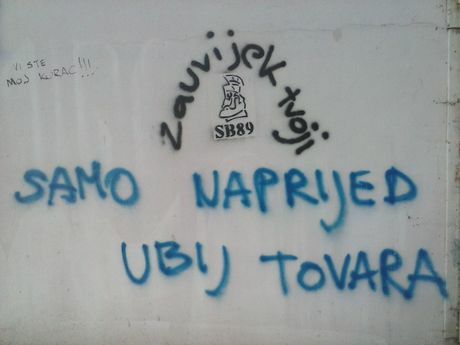 VI STE
MOJ KURAC!!!
zauvijek tvoji
SB89
SAMO NAPRIJED
UBIJ TOVARA